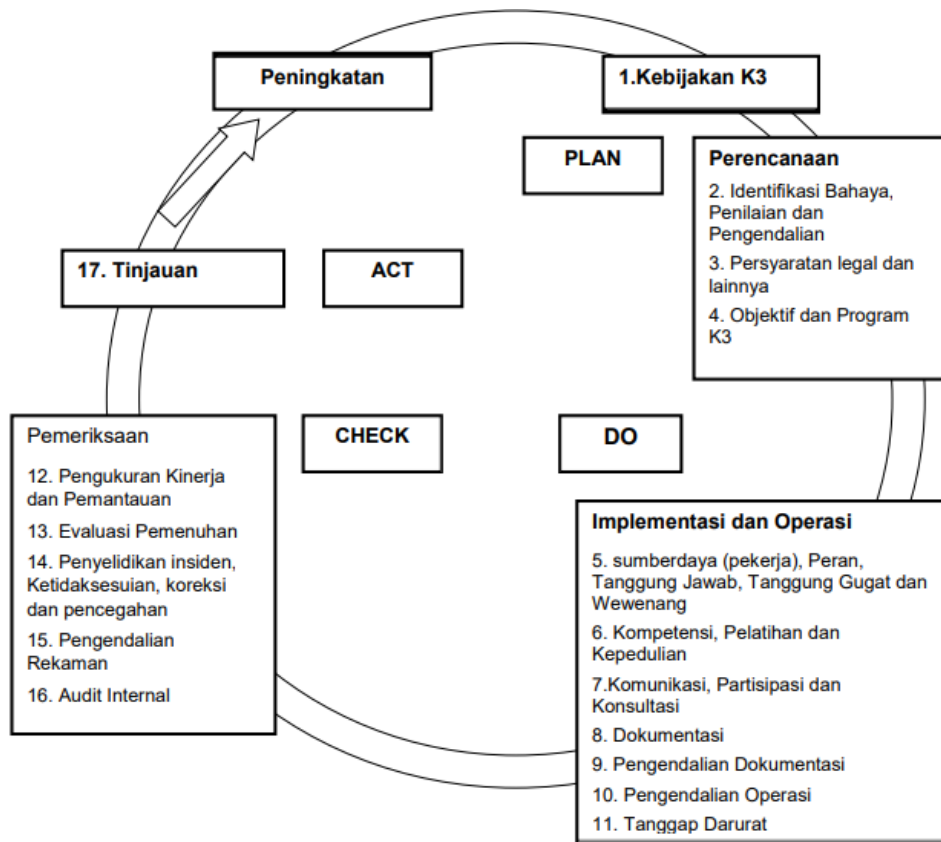 Peningkatan
1.Kebijakan K3
PLAN
Perencanaan
2. Identifikasi Bahaya,
Penilaian dan
Pengendalian
3. Persyaratan legal dan
lainnya
4. Objektif dan Program
K3
17. Tinjauan
ACT
Pemeriksaan
12. Pengukuran Kinerja
dan Pemantauan
13. Evaluasi Pemenuhan
14. Penyelidikan insiden,
Ketidaksesuian, koreksi
dan pencegahan
15. Pengendalian
Rekaman
16. Audit Internal
CHECK
DO
Implementasi dan Operasi
5. sumberdaya (pekerja), Peran,
Tanggung Jawab, Tanggung Gugat dan
Wewenang
6. Kompetensi, Pelatihan dan
Kepedulian
7.Komunikasi, Partisipasi dan
Konsultasi
8. Dokumentasi
9. Pengendalian Dokumentasi
10. Pengendalian Operasi
11. Tanggap Darurat